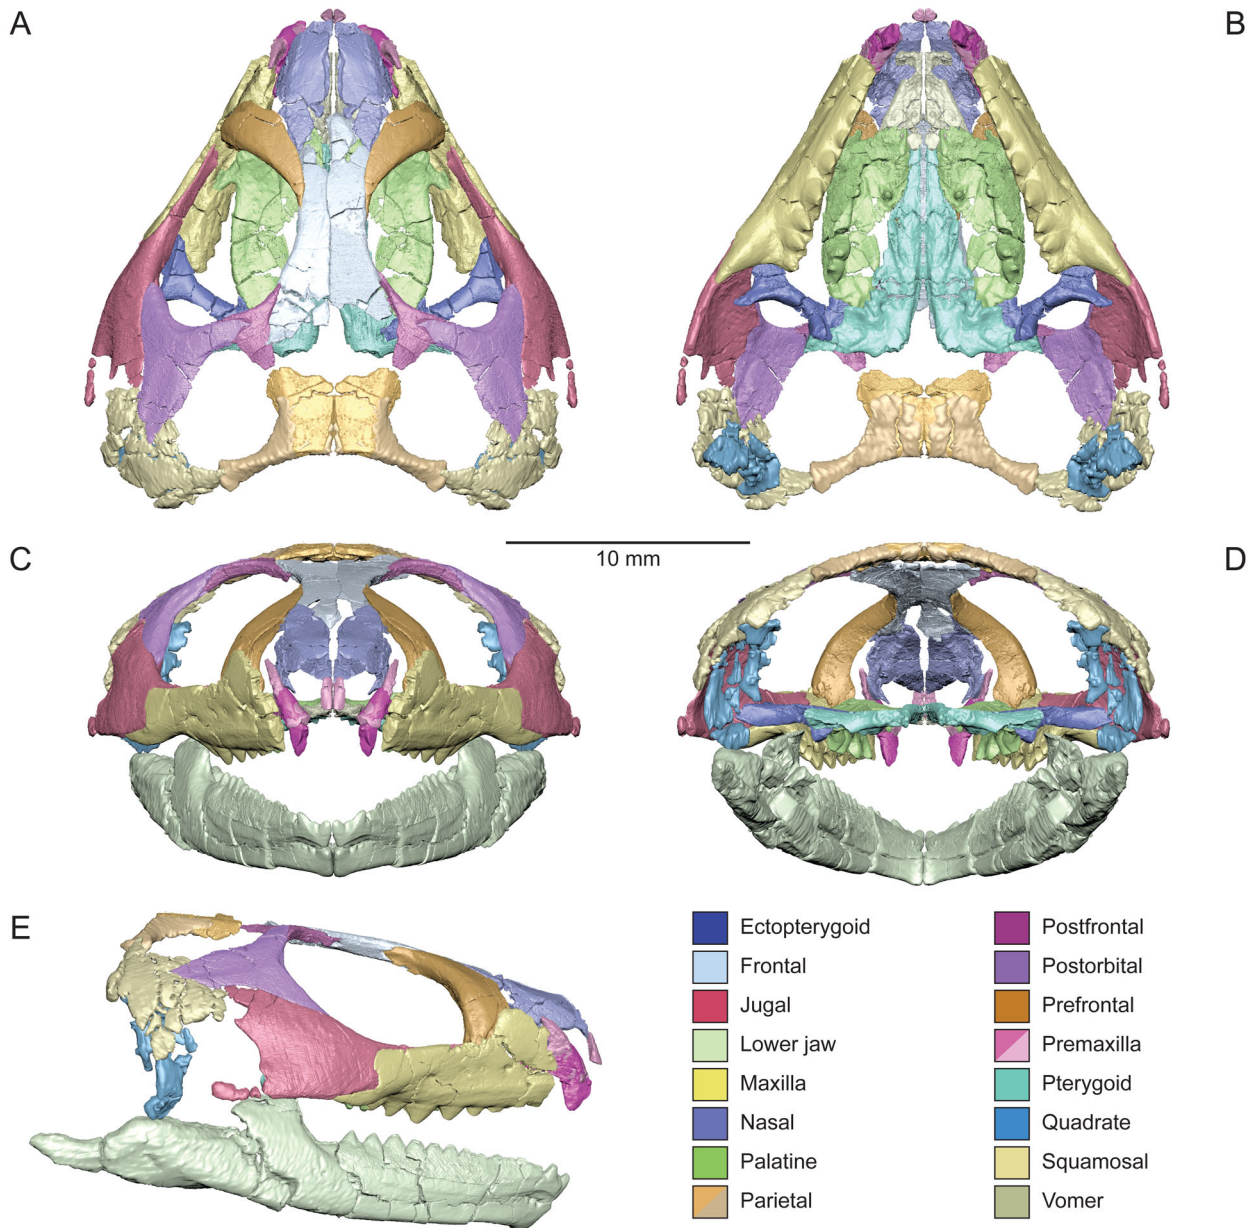 A
B
C
10 mm
D
E
Ectopterygoid
Frontal
Jugal
Lower jaw
Maxilla
Nasal
Palatine
Parietal
Postfrontal
Postorbital
Prefrontal
Premaxilla
Pterygoid
Quadrate
Squamosal
Vomer